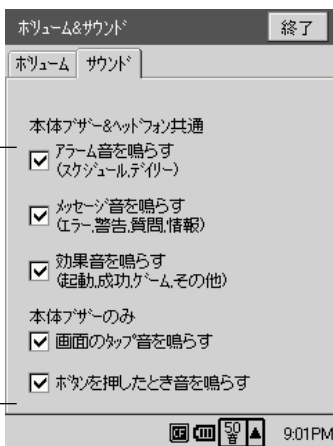 ﾎﾞﾘｭｰﾑ&ｻｳﾝﾄﾞ 終了
ﾎﾞﾘｭｰﾑ ｻｳﾝﾄﾞ
本体ﾌﾞｻﾞｰ&ﾍｯﾄﾞﾌｫﾝ共通
ｱﾗｰﾑ音を鳴らす
(ｽｹｼﾞｭｰﾙ,ﾃﾞｲﾘｰ)
ﾒｯｾｰｼﾞ音を鳴らす
(ｴﾗｰ,警告,質問,情報)
効果音を鳴らす
(起動,成功,ｹﾞｰﾑ,その他)
本体ﾌﾞｻﾞｰのみ
画面のﾀｯﾌﾟ音を鳴らす
ﾎﾞﾀﾝを押したとき音を鳴らす
CF 50音 ▲ 9:01PM